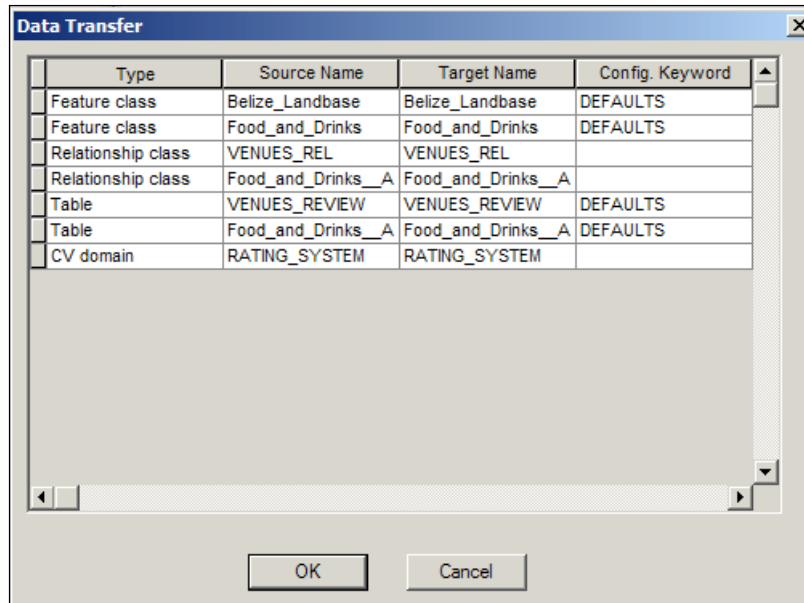 Data Transfer
Type Source Name Target Name Config. Keyword
Feature class Belize_Landbase Belize_Landbase DEFAULTS
Feature class Food_and_Drinks Food_and_Drinks DEFAULTS
Relationship class VENUES_REL VENUES_REL
Relationship class Food_and_Drinks__A Food_and_Drinks__A
Table VENUES_REVIEW VENUES_REVIEW DEFAULTS
Table Food_and_Drinks__A Food_and_Drinks__A DEFAULTS
CV domain RATING_SYSTEM RATING_SYSTEM
OK Cancel